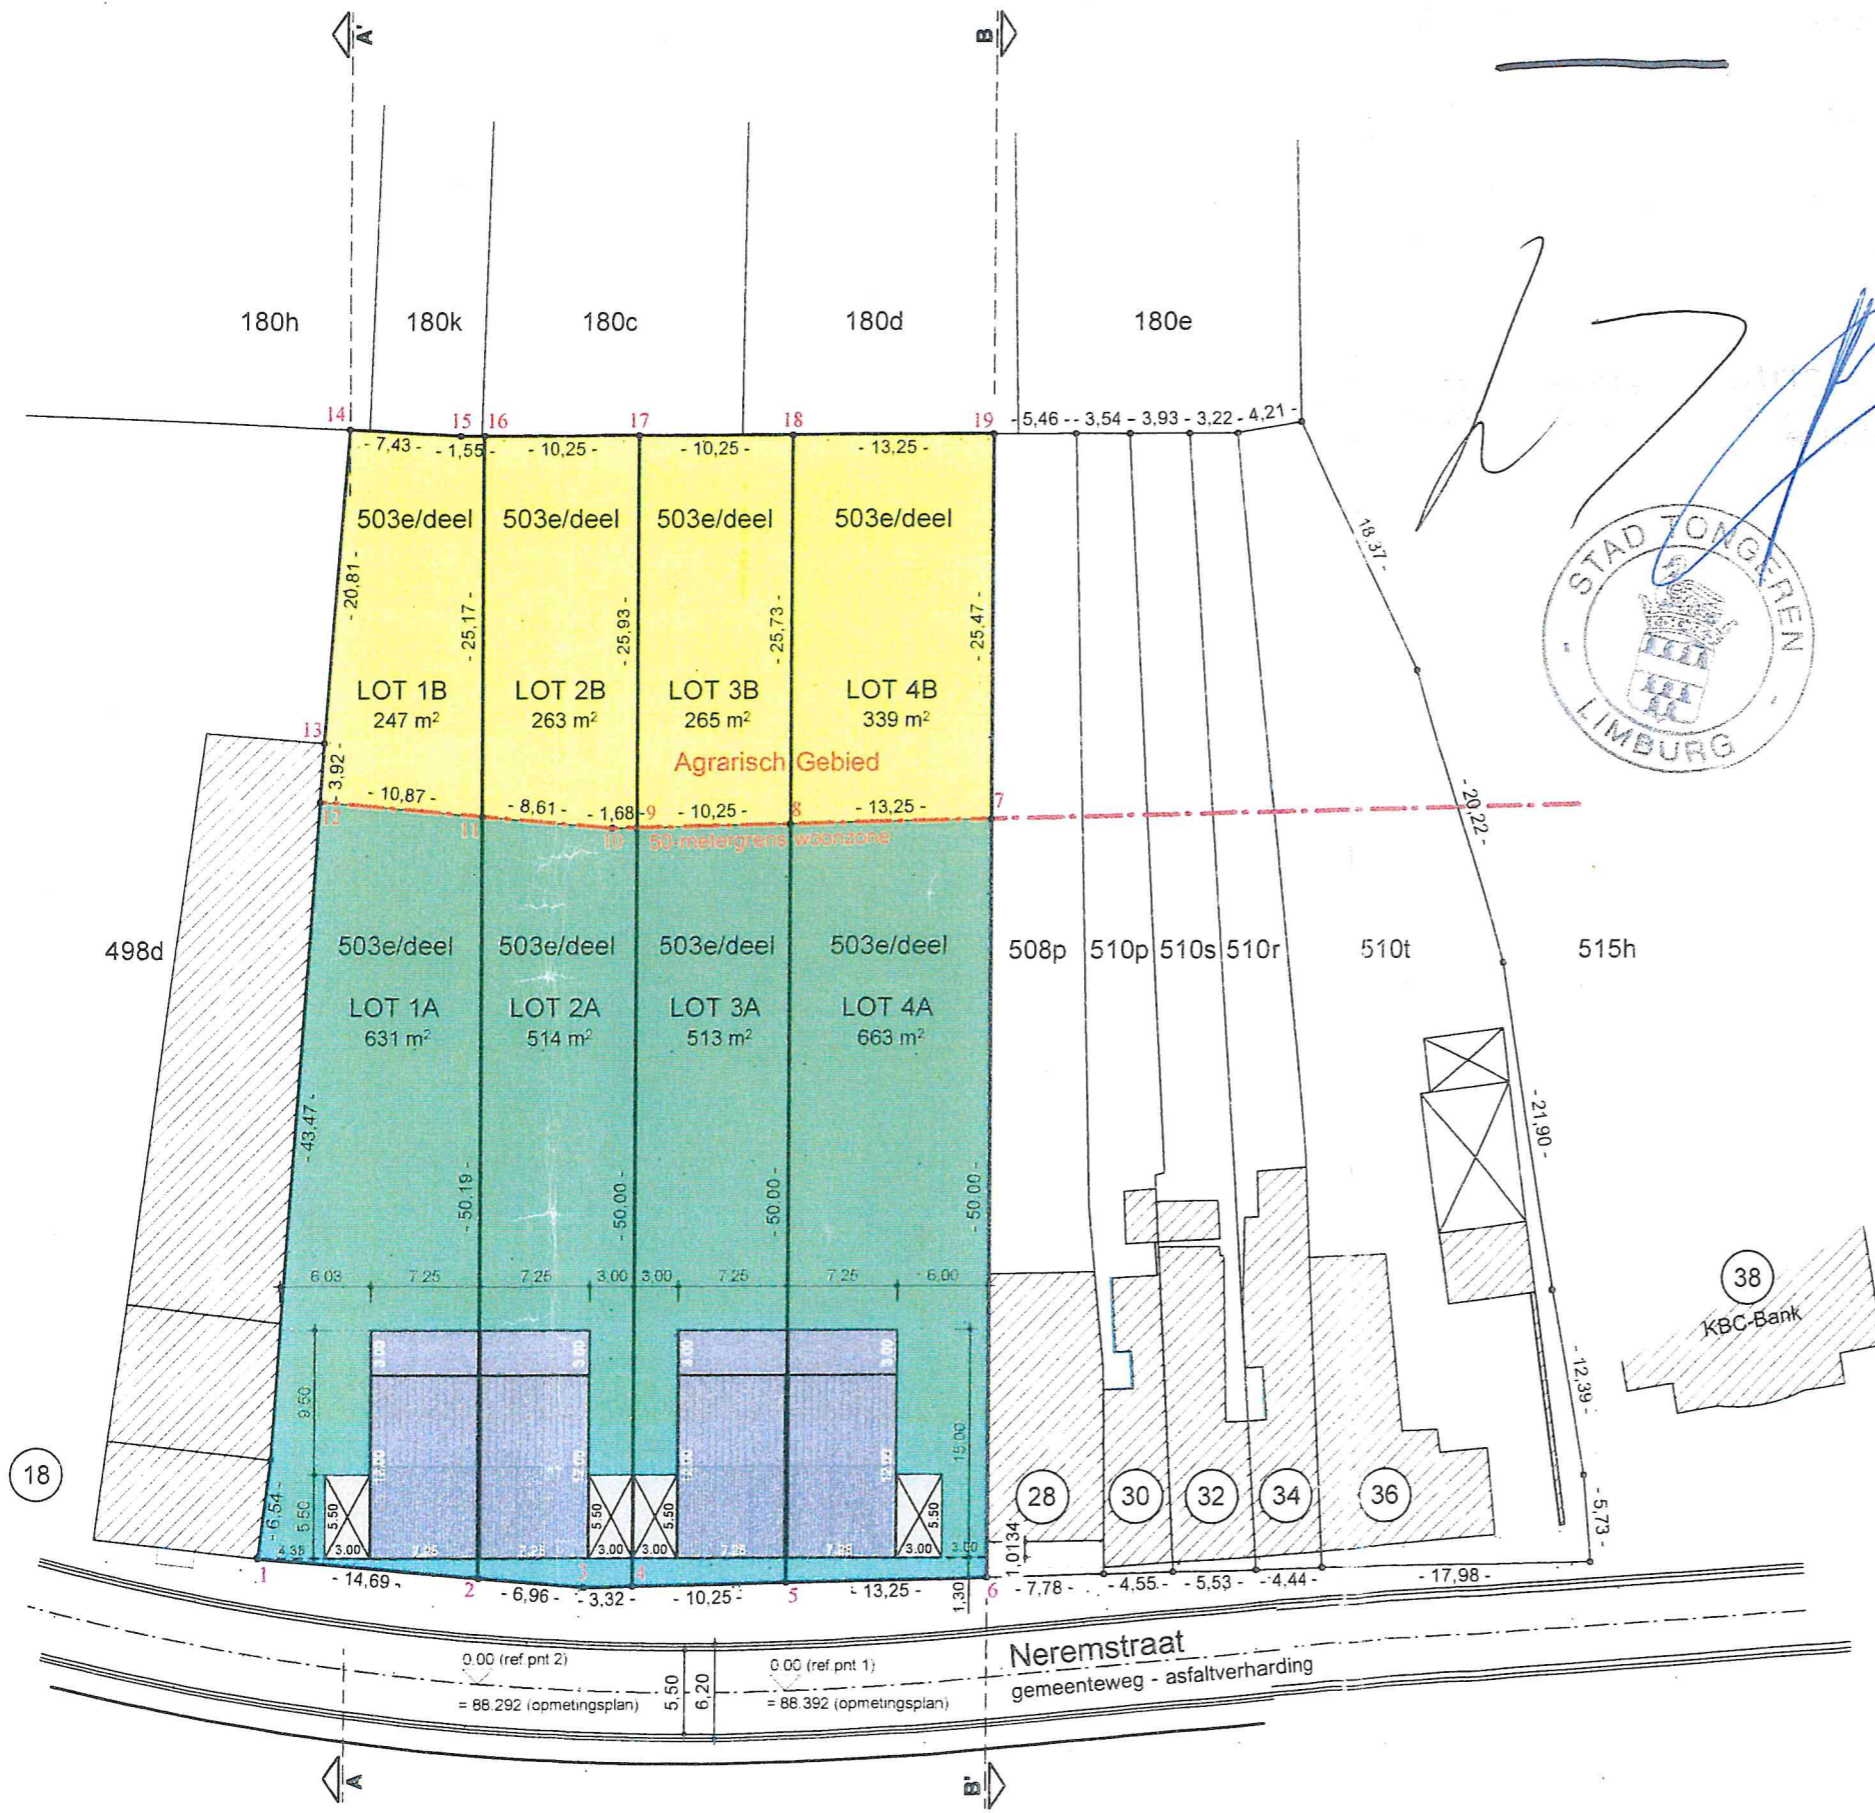 A'
B
180h 180k 180c 180d 180e
14 15 16 17 18 19
- 5,46 - - 3,54 - - 3,93 - - 3,22 - - 4,21 -
- 7,43 - - 1,55 - - 10,25 - - 10,25 - - 13,25 -
503e/deel 503e/deel 503e/deel 503e/deel
- 18,37 -
STAD TONGEREN
- LIMBURG -
- 20,81 - - 25,17 - - 25,93 - - 25,73 - - 25,47 -
LOT 1B LOT 2B LOT 3B LOT 4B
247 m² 263 m² 265 m² 339 m²
13
- 3,92 -
Agrarisch Gebied
- 10,87 - - 8,61 - - 1,68 - 9 - 10,25 - 8 - 13,25 - 7
- 20,22 -
12 11 10 50-metergrens woonzone
498d
503e/deel 503e/deel 503e/deel 503e/deel
508p 510p 510s 510r 510t 515h
LOT 1A LOT 2A LOT 3A LOT 4A
631 m² 514 m² 513 m² 663 m²
- 43,47 - - 50,19 - - 50.00 - - 50.00 - - 50.00 -
- 21,90 -
6,03 7,25 7,25 3,00 3,00 7,25 7,25 6,00
38
KBC-Bank
3.00 3.00 3.00 3.00
9,50
- 12,39 -
15.00
18
28 30 32 34 36
- 6,54 - 5,50 5.50 5.50 5.50 5.50
- 5,73 -
4,35 3.00 3.00 3.00 3.00 3.00
1,0134
1 - 14,69 - 2 - 6,96 - 3 - 3,32 - 4 - 10,25 - 5 - 13,25 - 6
1,30
- 7,78 - - 4,55 - - 5,53 - - 4,44 - - 17,98 -
Neremstraat
gemeenteweg - asfaltverharding
0.00 (ref.pnt 2)
= 88.292 (opmetingsplan)
5,50
6,20
0.00 (ref.pnt 1)
= 88.392 (opmetingsplan)
A
B'